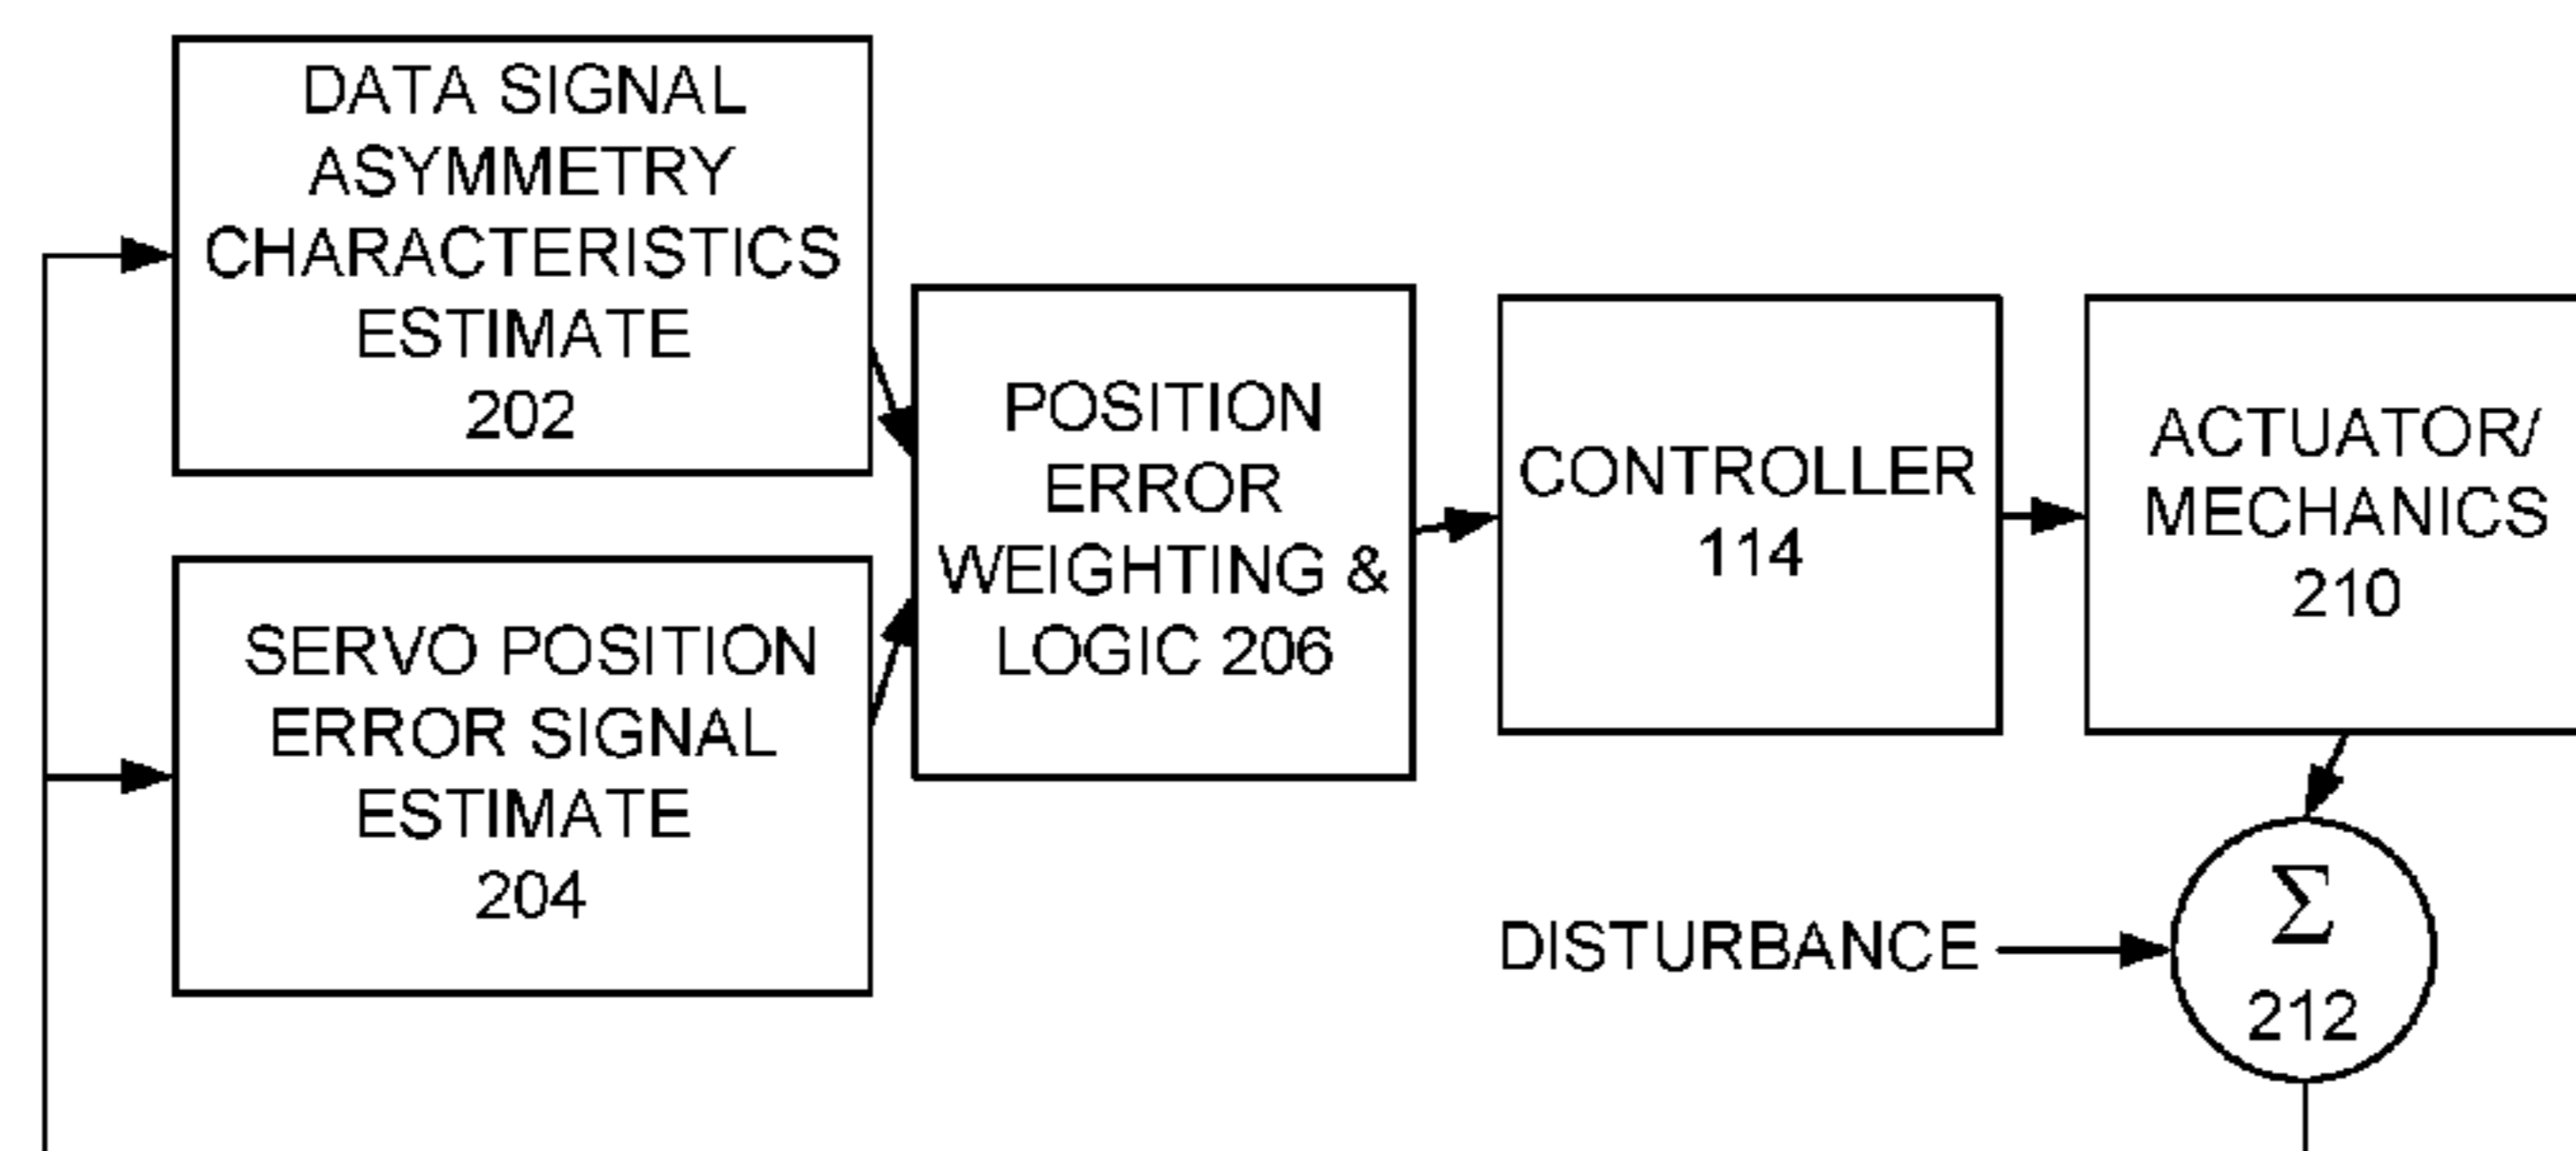 DATA SIGNAL
ASYMMETRY
CHARACTERISTICS
ESTIMATE
202
SERVO POSITION
ERROR SIGNAL
ESTIMATE
204
POSITION
ERROR
WEIGHTING &
LOGIC 206
CONTROLLER
114
ACTUATOR/
MECHANICS
210
DISTURBANCE
Σ
212